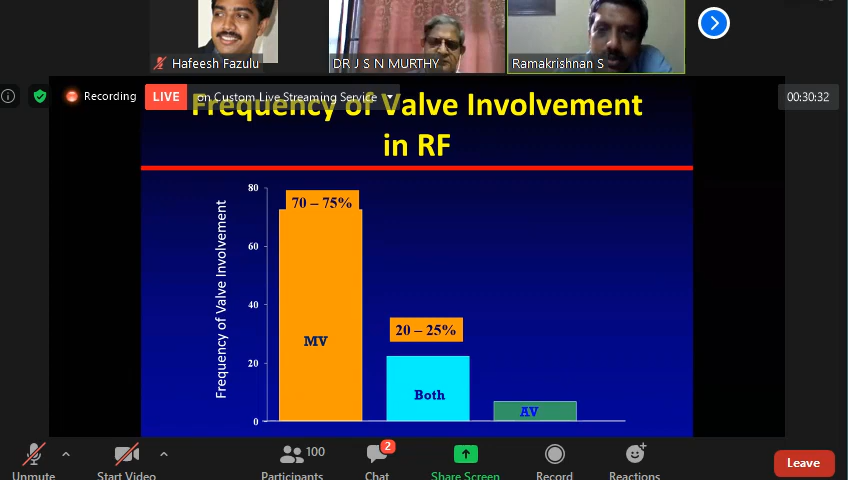 Hafeesh Fazulu
DR J S N MURTHY
Ramakrishnan S
Recording
LIVE
on Custom Live Streaming Service
00:30:32
Frequency of Valve Involvement
in RF
Frequency of Valve Involvement
80
60
40
20
0
70 – 75%
MV
20 – 25%
Both
AV
Unmute
Start Video
100
Participants
2
Chat
Share Screen
Record
Reactions
Leave